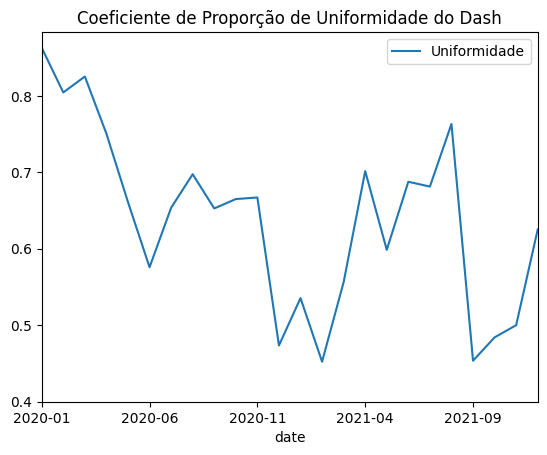 Coeficiente de Proporção de Uniformidade do Dash
Uniformidade
0.8
0.7
0.6
0.5
0.4
2020-01 2020-06 2020-11 2021-04 2021-09
date